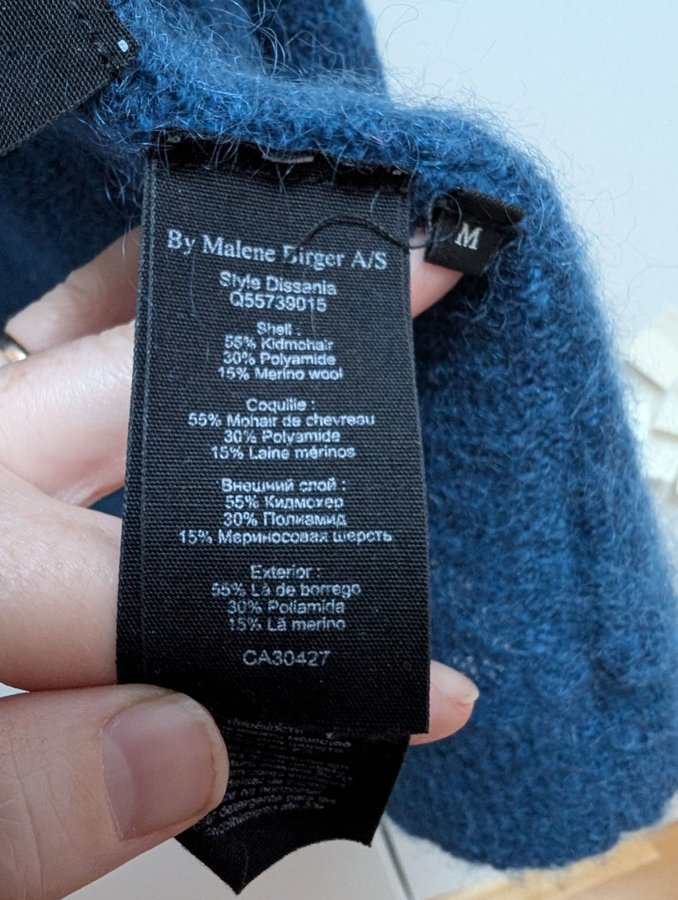 By Malene Birger A/S
M
Style Dissania
Q55739015
Shell :
55% Kidmohair
30% Polyamide
15% Merino wool
Coquille :
55% Mohair de chevreau
30% Polyamide
15% Laine mérinos
Внешний слой :
55% Кидмохер
30% Полиамид
15% Мериносовая шерсть
Exterior :
55% Lã de borrego
30% Poliamida
15% Lã merino
CA30427